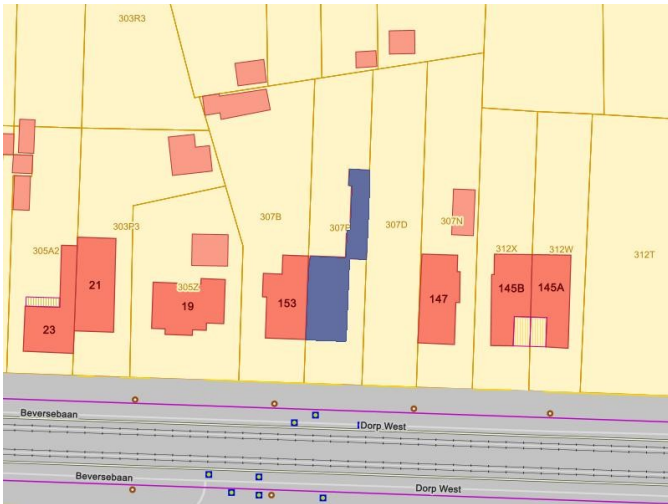 303R3
307B
307E
307D
307N
303P3
305A2
312X
312W
312T
21
305Z
19
153
147
145B
145A
23
Beversebaan
Dorp West
Beversebaan
Dorp West